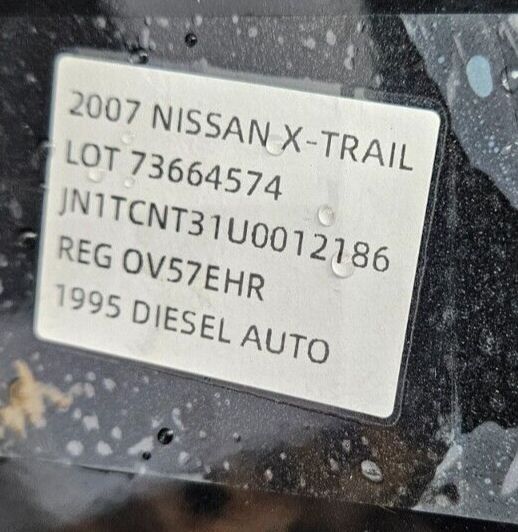 2007 NISSAN X-TRAIL
LOT 73664574
JN1TCNT31U0012186
REG OV57EHR
1995 DIESEL AUTO